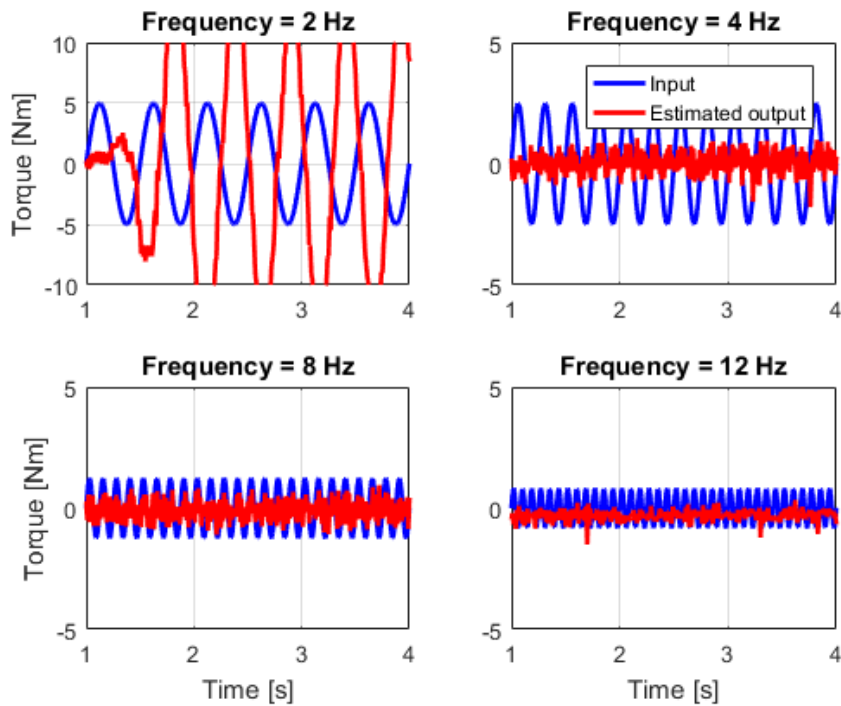 Frequency = 2 Hz
10
5
0
-5
-10
Torque [Nm]
1 2 3 4
Frequency = 4 Hz
5
0
-5
Input
Estimated output
1 2 3 4
Frequency = 8 Hz
5
0
-5
Torque [Nm]
1 2 3 4
Time [s]
Frequency = 12 Hz
5
0
-5
1 2 3 4
Time [s]